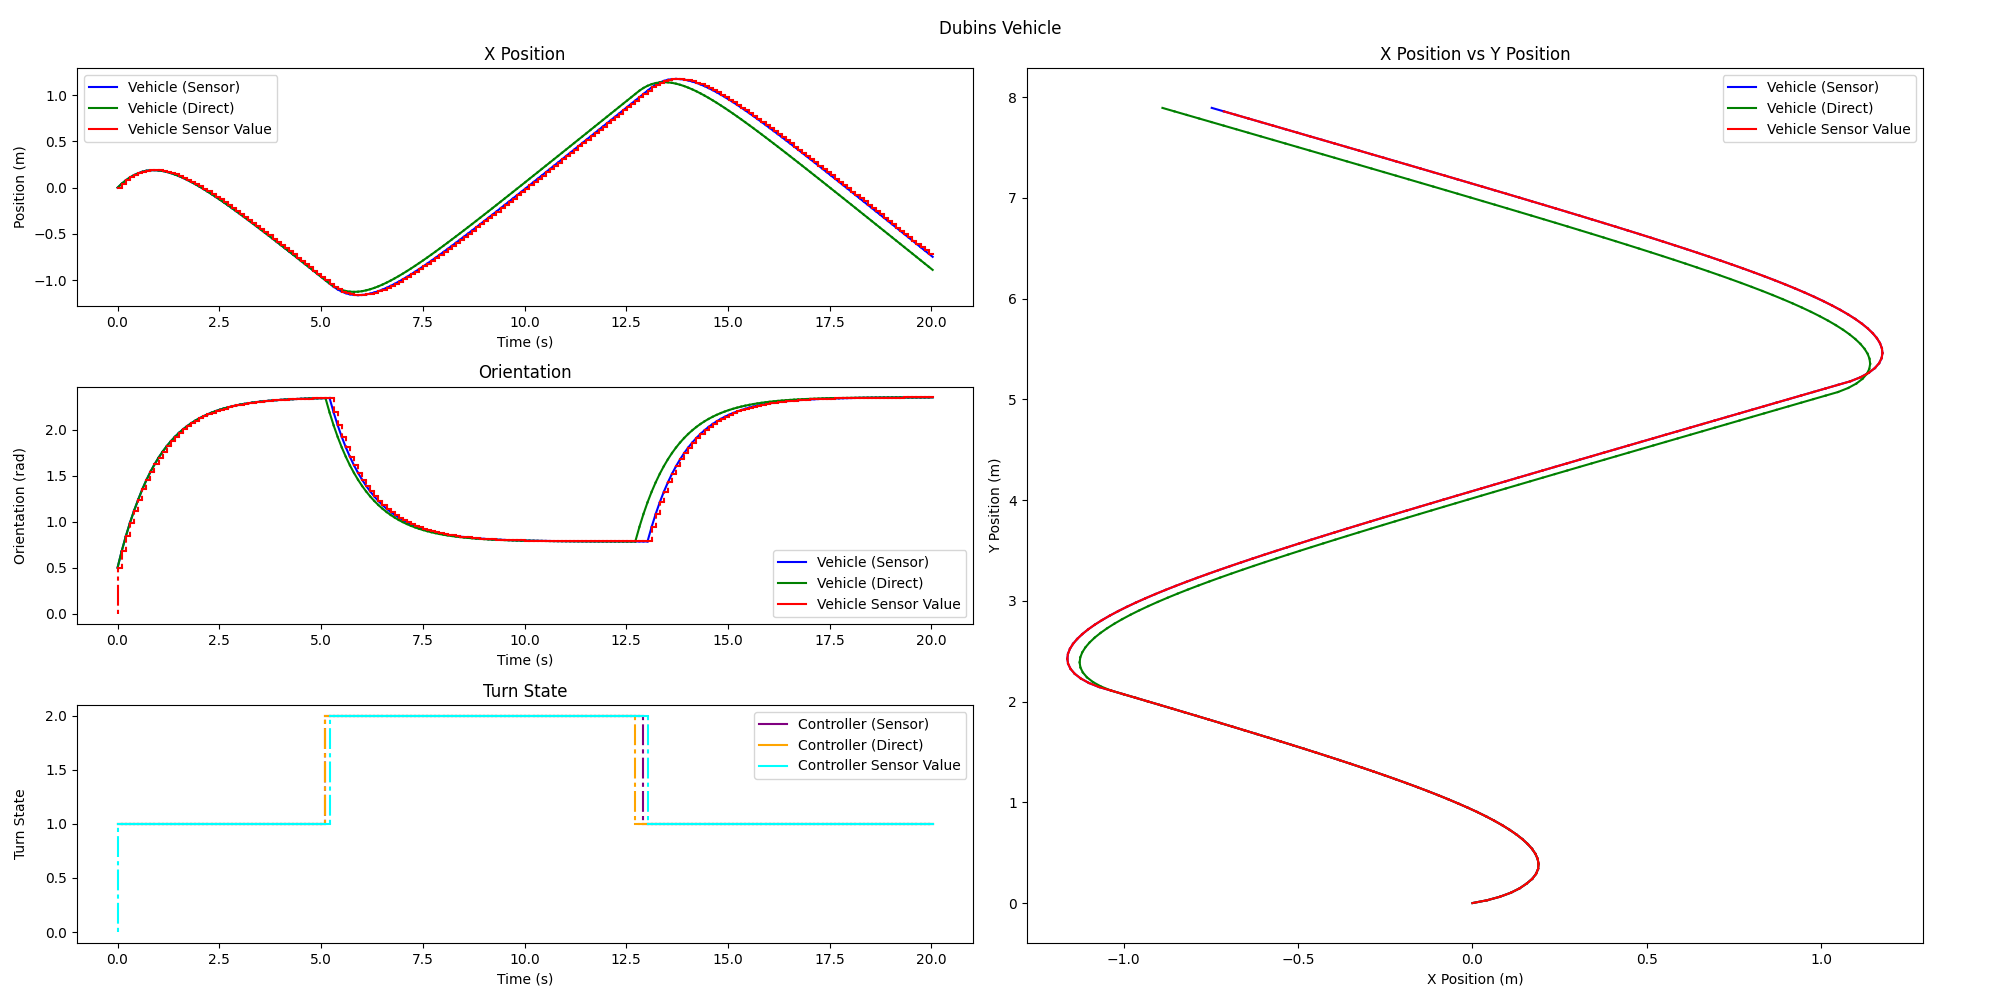 Dubins Vehicle
X Position
Vehicle (Sensor)
Vehicle (Direct)
Vehicle Sensor Value
Position (m)
1.0
0.5
0.0
−0.5
−1.0
0.0 2.5 5.0 7.5 10.0 12.5 15.0 17.5 20.0
Time (s)
Orientation
Orientation (rad)
2.0
1.5
1.0
0.5
0.0
Vehicle (Sensor)
Vehicle (Direct)
Vehicle Sensor Value
0.0 2.5 5.0 7.5 10.0 12.5 15.0 17.5 20.0
Time (s)
Turn State
Turn State
2.0
1.5
1.0
0.5
0.0
Controller (Sensor)
Controller (Direct)
Controller Sensor Value
0.0 2.5 5.0 7.5 10.0 12.5 15.0 17.5 20.0
Time (s)
X Position vs Y Position
Vehicle (Sensor)
Vehicle (Direct)
Vehicle Sensor Value
Y Position (m)
8
7
6
5
4
3
2
1
0
−1.0 −0.5 0.0 0.5 1.0
X Position (m)